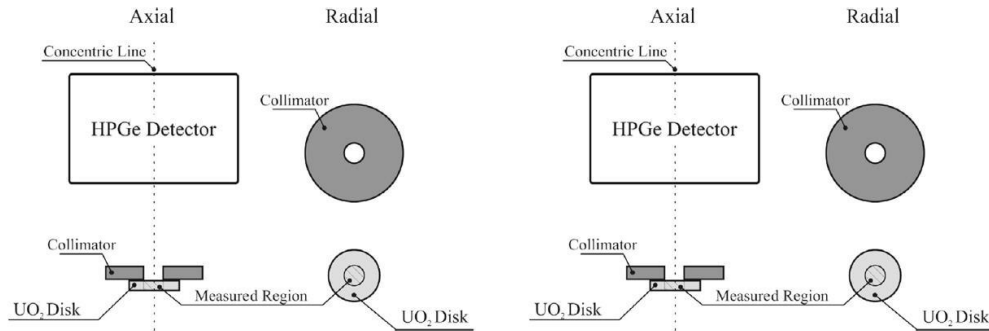 Axial Radial Axial Radial
Concentric Line Concentric Line
Collimator Collimator
HPGe Detector HPGe Detector
Collimator Collimator
UO₂ Disk Measured Region UO₂ Disk Measured Region
UO₂ Disk UO₂ Disk